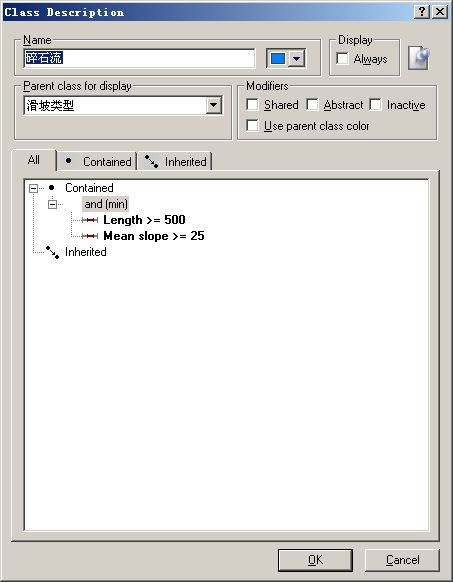 Class Description
Name
碎石流
Display
Always
Parent class for display
滑坡类型
Modifiers
Shared Abstract Inactive
Use parent class color
All Contained Inherited
Contained
and (min)
Length >= 500
Mean slope >= 25
Inherited
OK Cancel